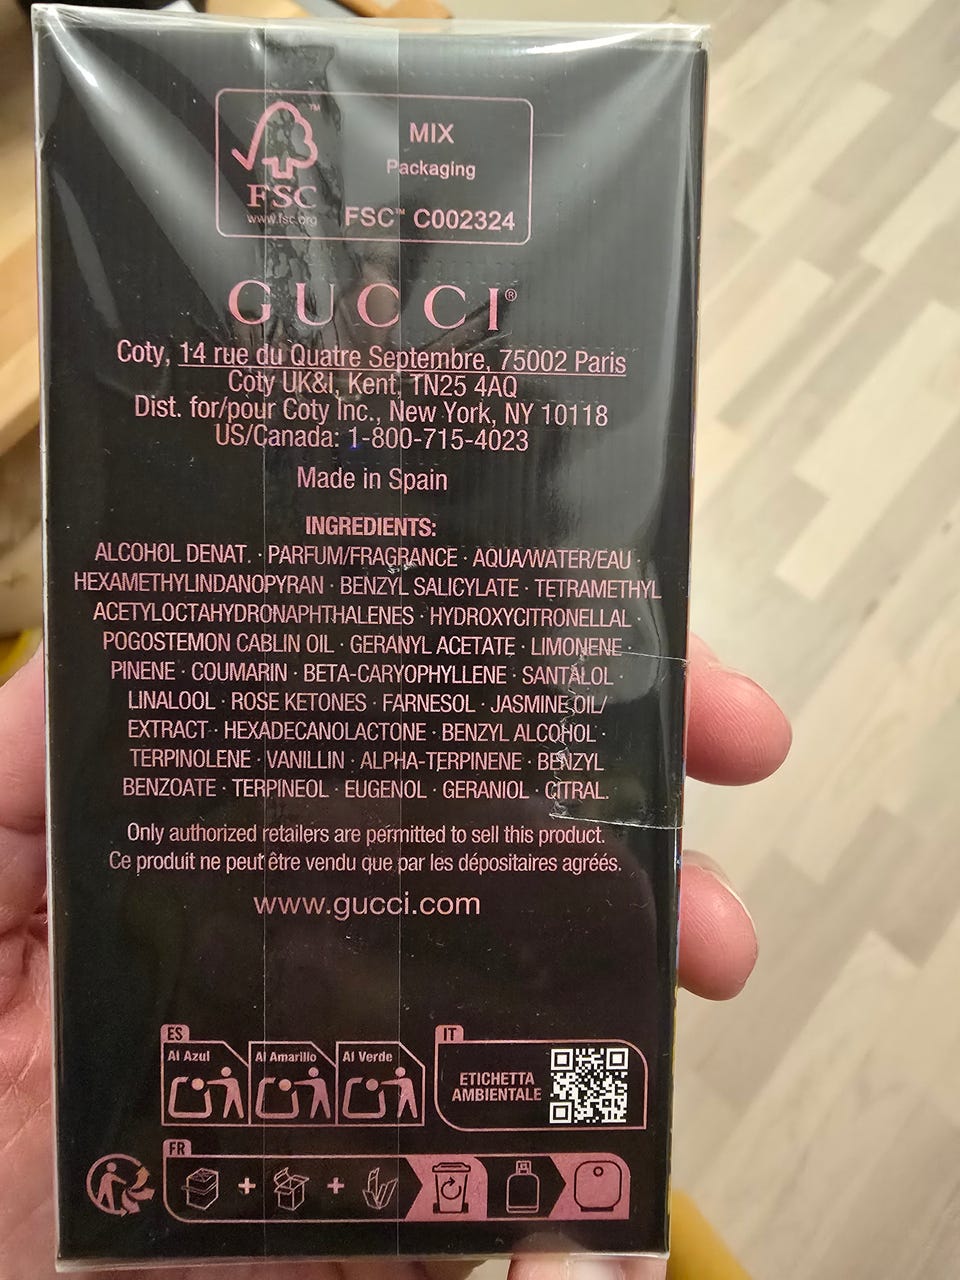 FSC™
www.fsc.org
MIX
Packaging
FSC™ C002324
GUCCI®
Coty, 14 rue du Quatre Septembre, 75002 Paris
Coty UK&I, Kent, TN25 4AQ
Dist. for/pour Coty Inc., New York, NY 10118
US/Canada: 1-800-715-4023
Made in Spain
INGREDIENTS:
ALCOHOL DENAT. · PARFUM/FRAGRANCE · AQUA/WATER/EAU ·
HEXAMETHYLINDANOPYRAN · BENZYL SALICYLATE · TETRAMETHYL
ACETYLOCTAHYDRONAPHTHALENES · HYDROXYCITRONELLAL ·
POGOSTEMON CABLIN OIL · GERANYL ACETATE · LIMONENE ·
PINENE · COUMARIN · BETA-CARYOPHYLLENE · SANTALOL ·
LINALOOL · ROSE KETONES · FARNESOL · JASMINE OIL/
EXTRACT · HEXADECANOLACTONE · BENZYL ALCOHOL ·
TERPINOLENE · VANILLIN · ALPHA-TERPINENE · BENZYL
BENZOATE · TERPINEOL · EUGENOL · GERANIOL · CITRAL.
Only authorized retailers are permitted to sell this product.
Ce produit ne peut être vendu que par les dépositaires agréés.
www.gucci.com
ES
Al Azul
Al Amarillo
Al Verde
IT
ETICHETTA
AMBIENTALE
FR